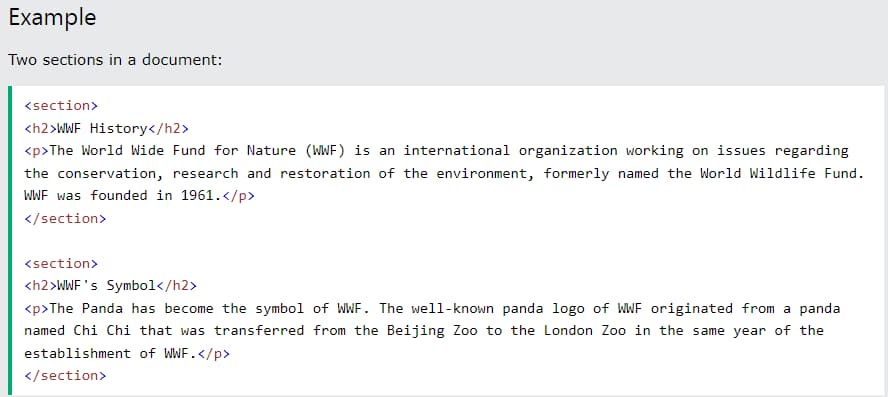 Example
Two sections in a document:
<section>
<h2>WWF History</h2>
<p>The World Wide Fund for Nature (WWF) is an international organization working on issues regarding
the conservation, research and restoration of the environment, formerly named the World Wildlife Fund.
WWF was founded in 1961.</p>
</section>
<section>
<h2>WWF's Symbol</h2>
<p>The Panda has become the symbol of WWF. The well-known panda logo of WWF originated from a panda
named Chi Chi that was transferred from the Beijing Zoo to the London Zoo in the same year of the
establishment of WWF.</p>
</section>